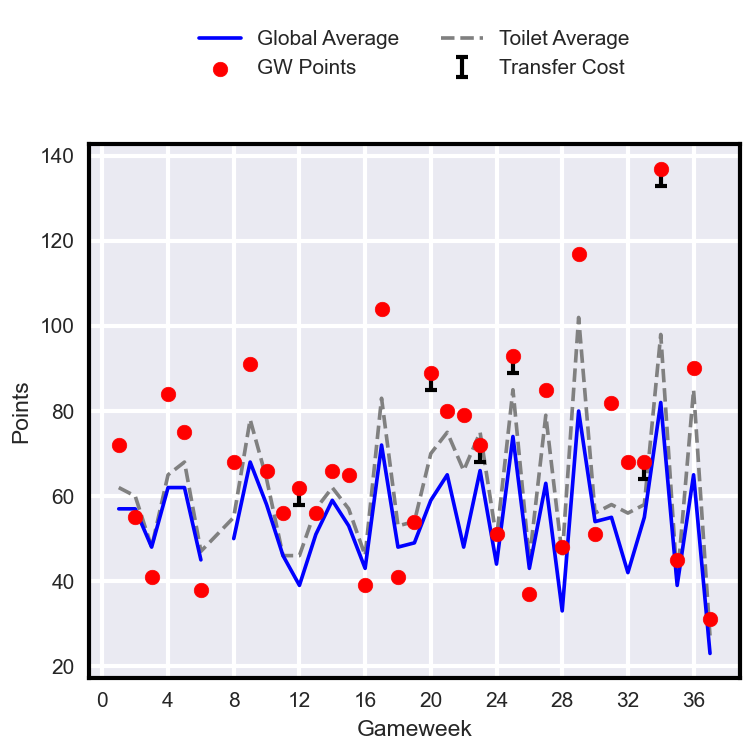 Global Average
Toilet Average
GW Points
Transfer Cost
140
120
100
80
60
40
20
Points
0 4 8 12 16 20 24 28 32 36
Gameweek